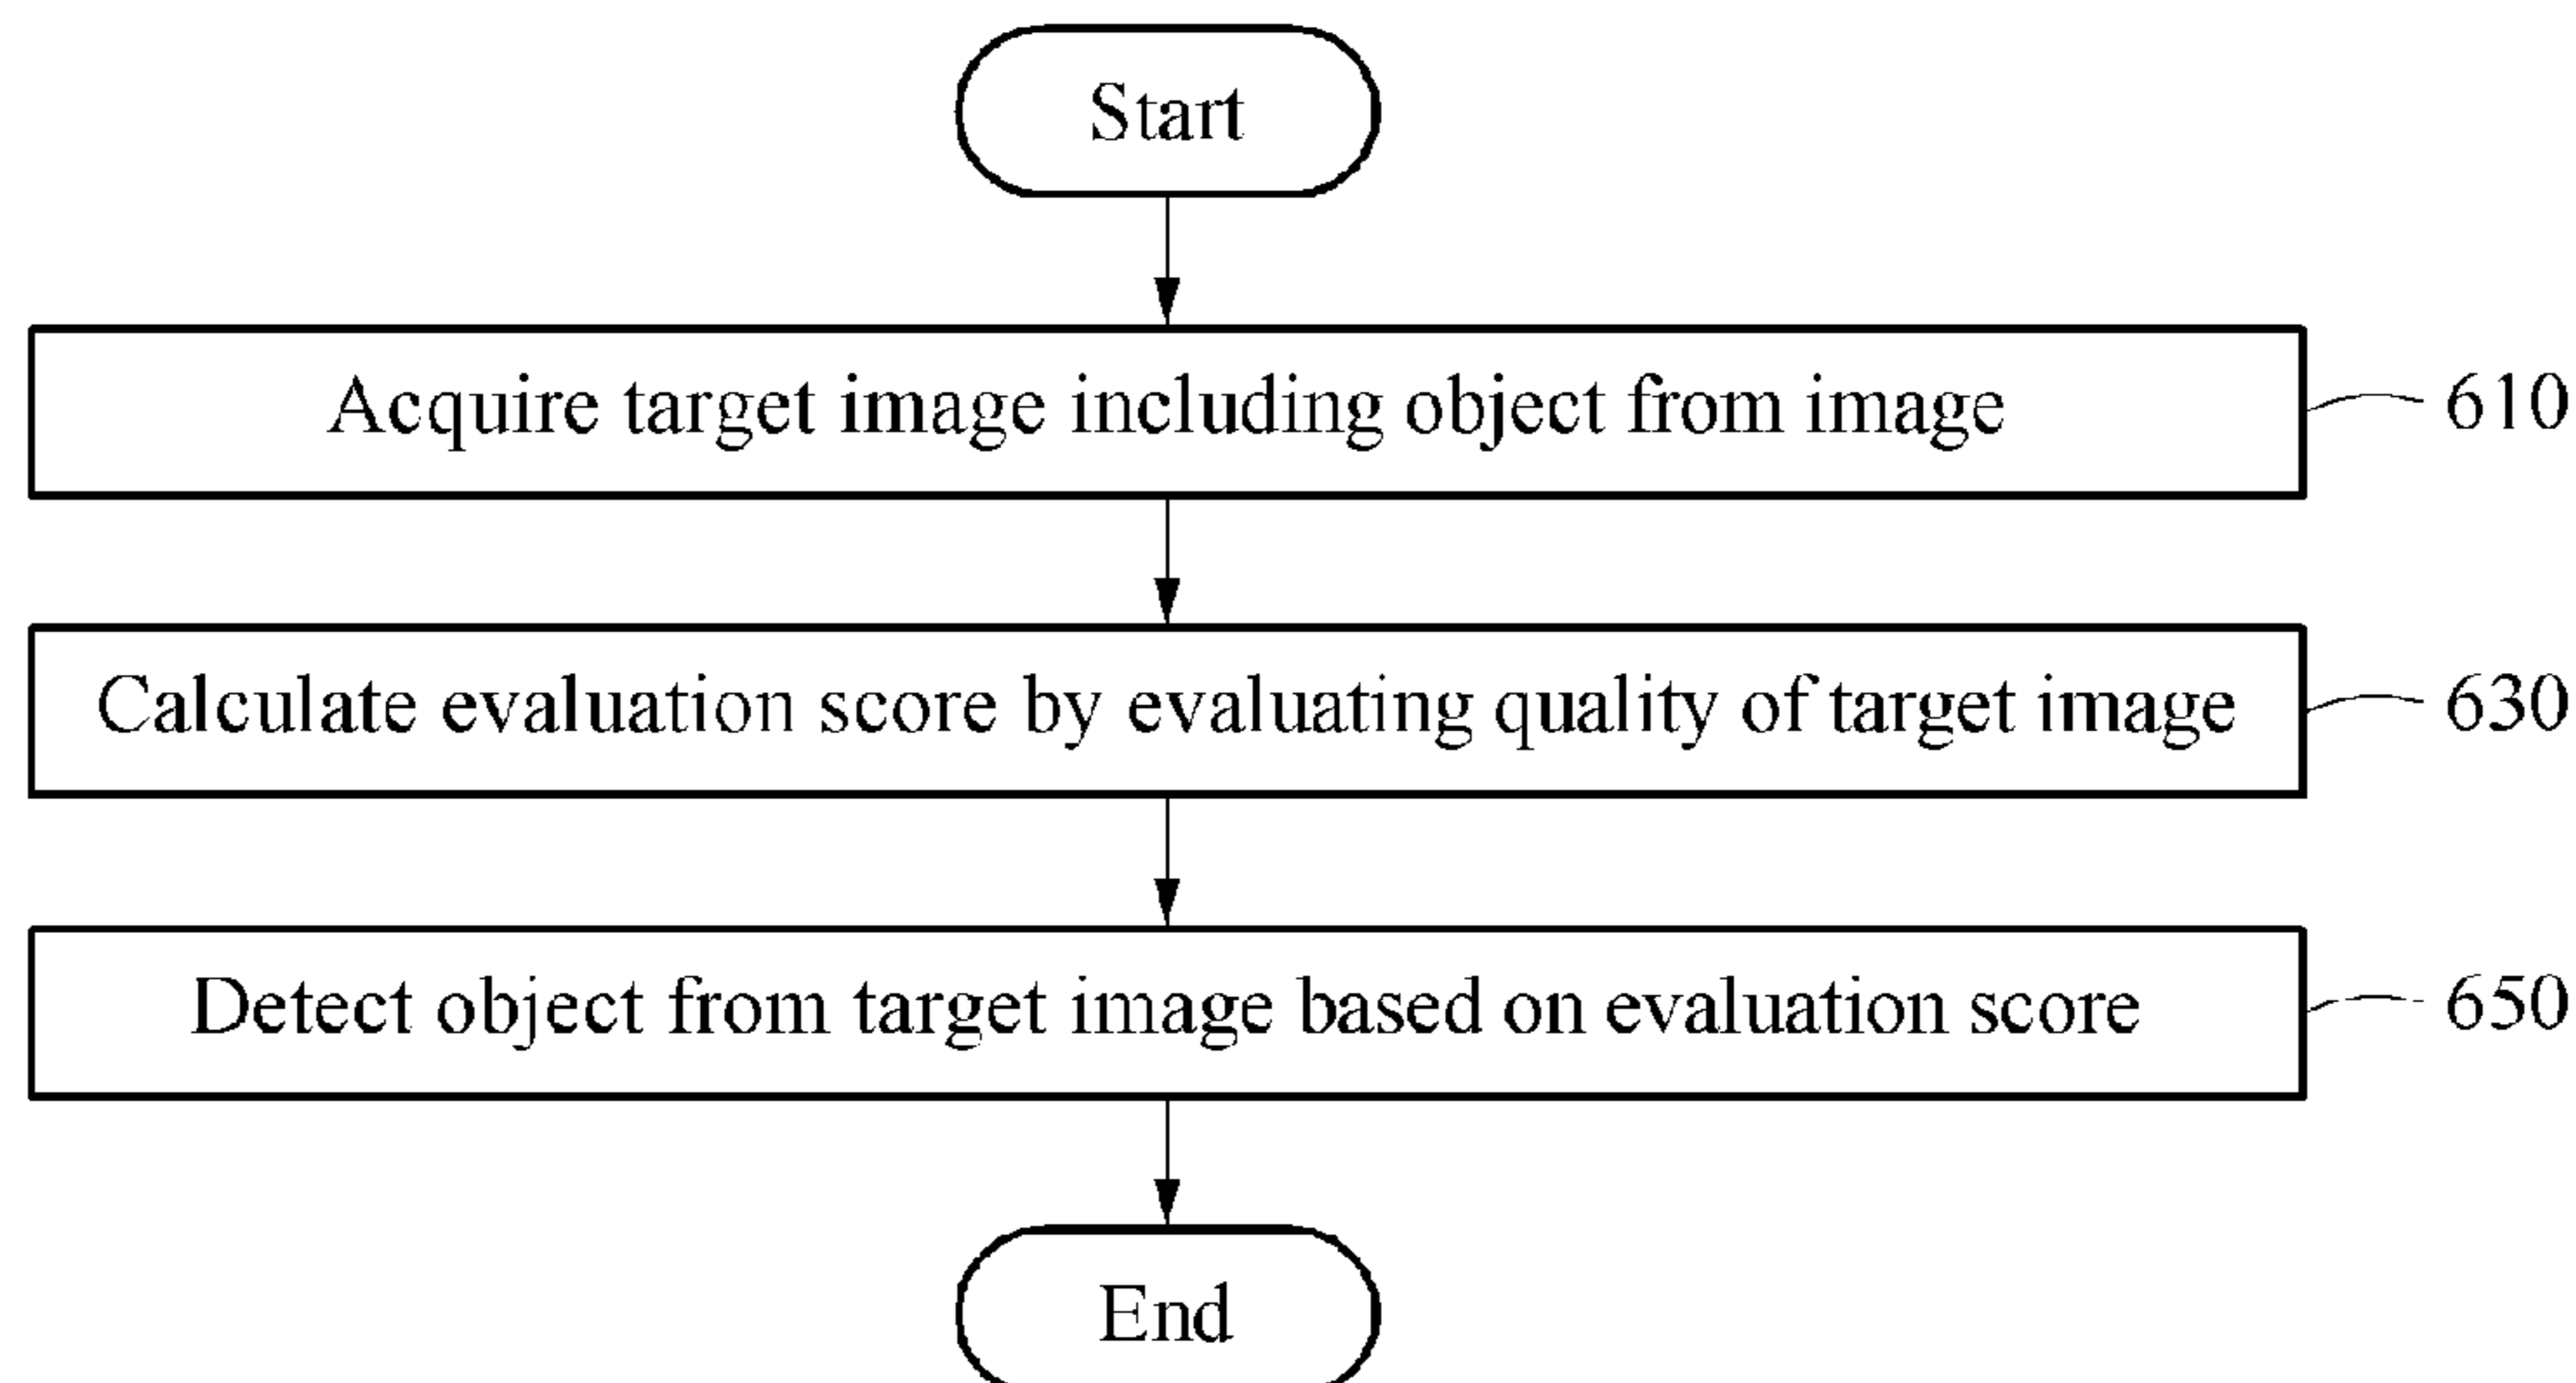 Start
Acquire target image including object from image
610
Calculate evaluation score by evaluating quality of target image
630
Detect object from target image based on evaluation score
650
End